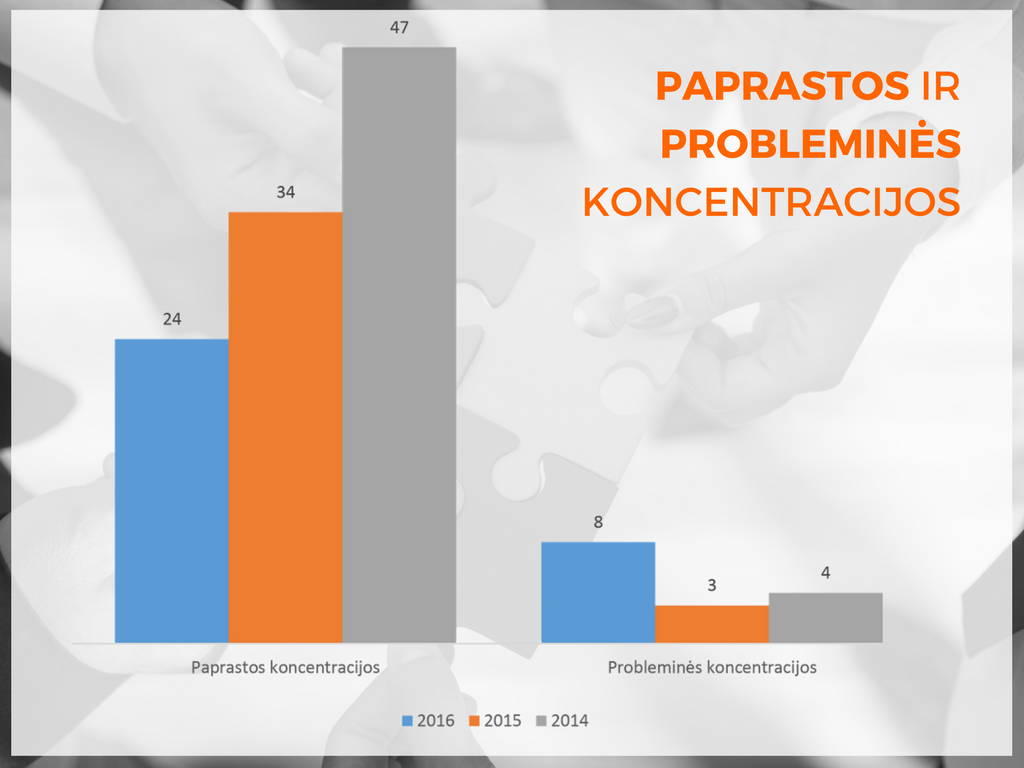 PAPRASTOS IR
PROBLEMINĖS
KONCENTRACIJOS
47
34
24
8
3
4
Paprastos koncentracijos
Probleminės koncentracijos
2016 2015 2014